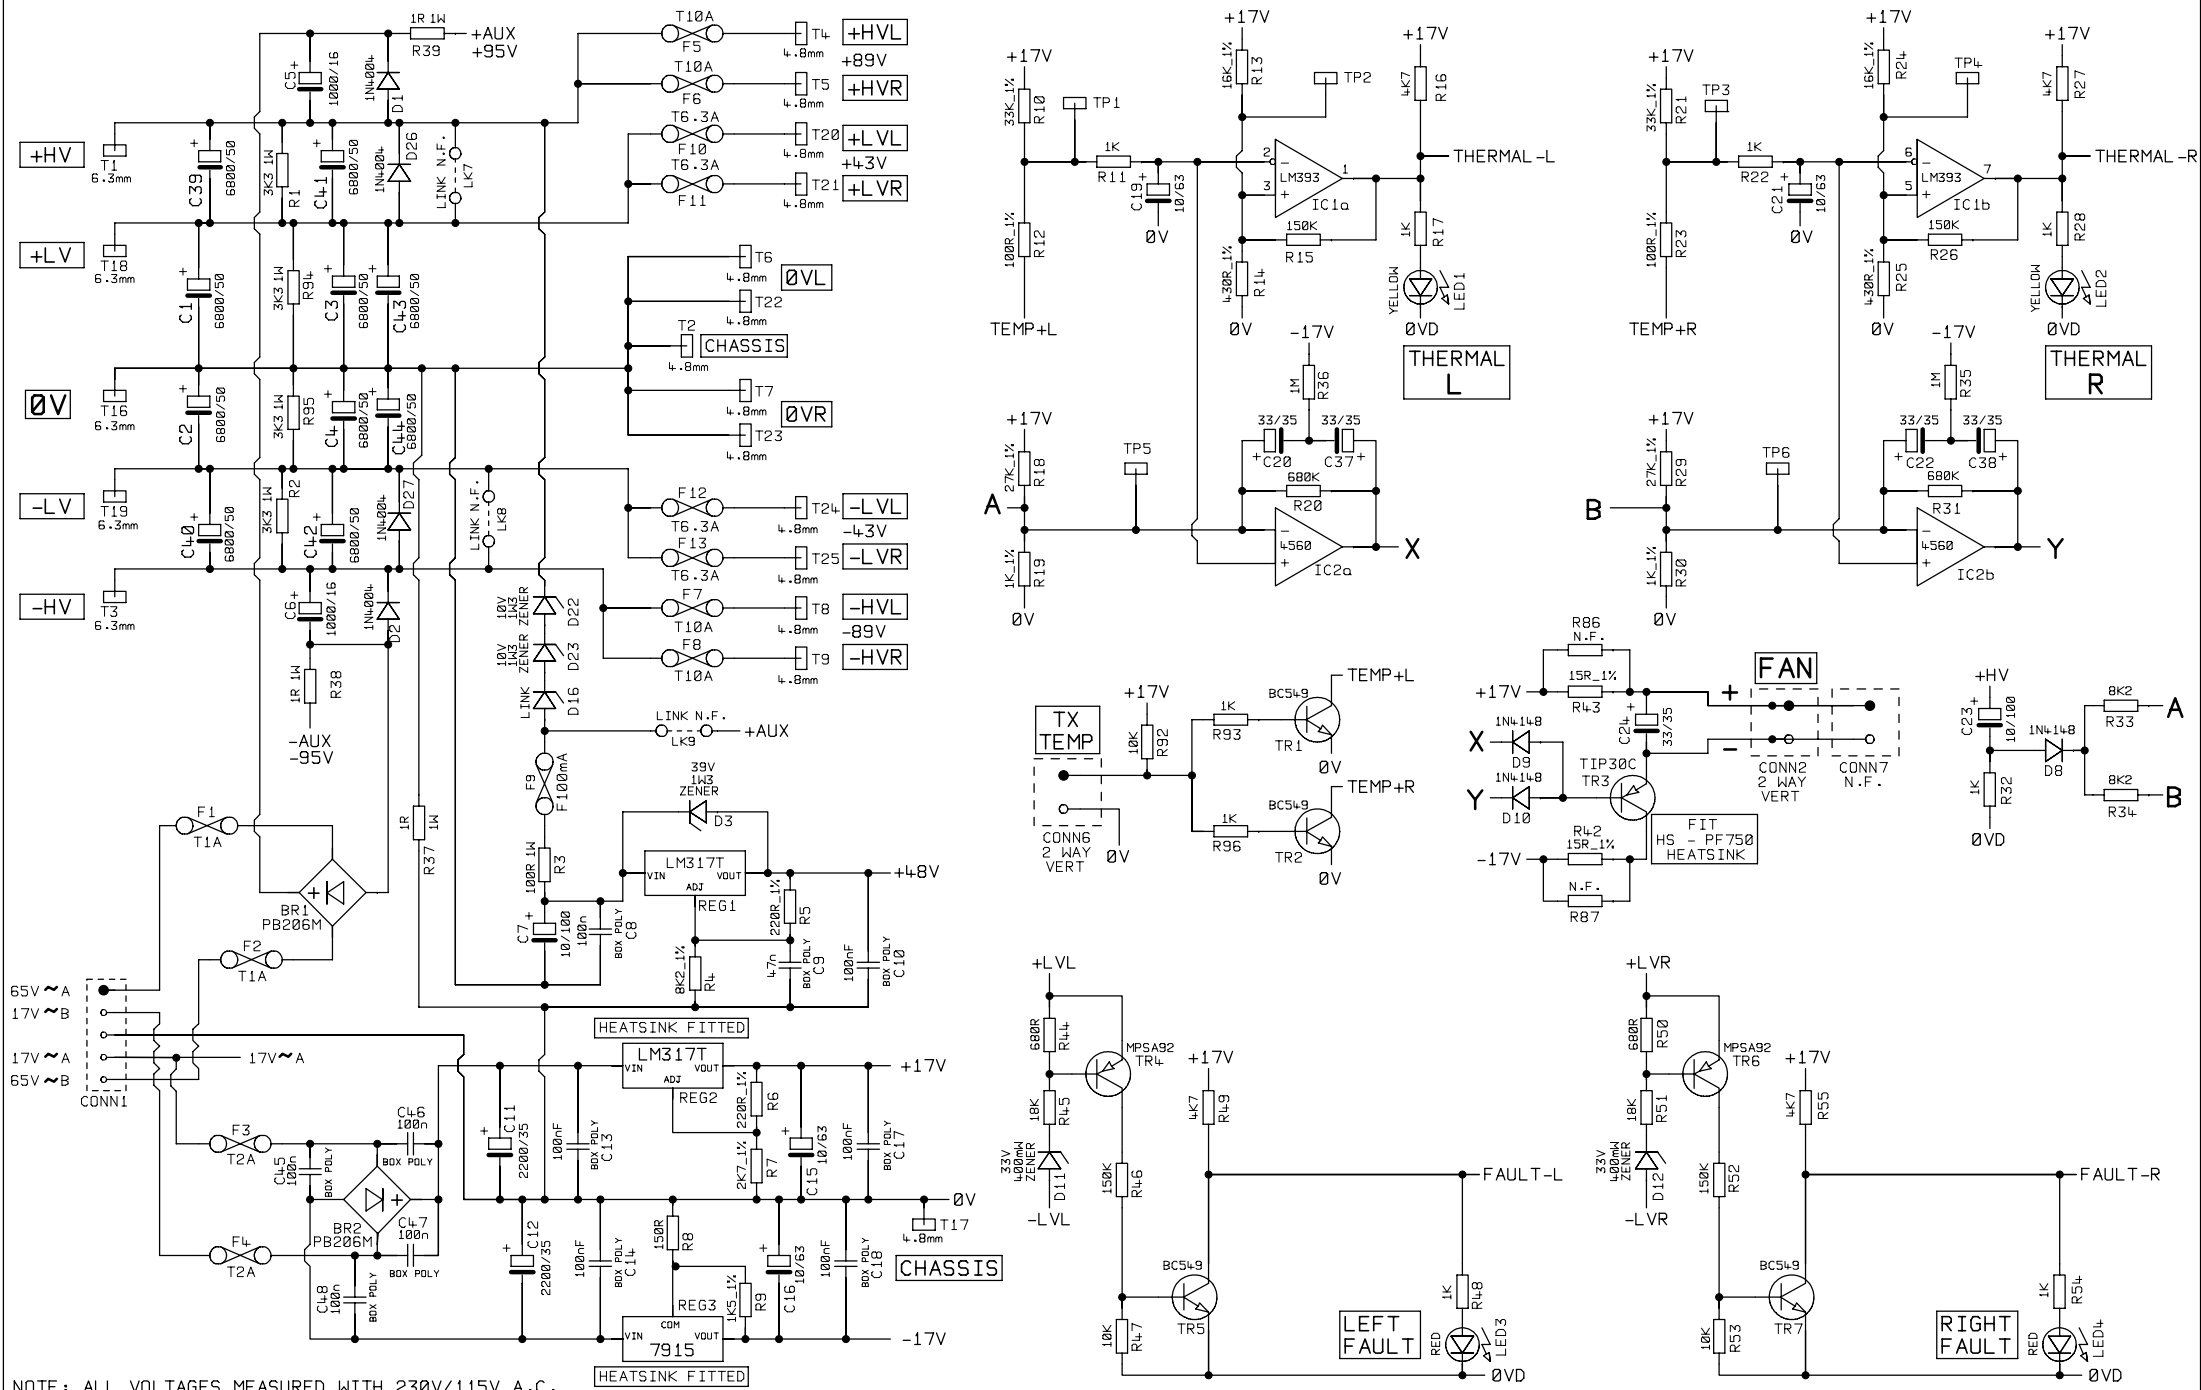 1R 1W
R39
+AUX
+95V
C5
+
1000/16
1N4004
D1
T10A
F5
T4
4.8mm
+HVL
+89V
T10A
F6
T5
4.8mm
+HVR
T6.3A
F10
T20
4.8mm
+LVL
+43V
T6.3A
F11
T21
4.8mm
+LVR
+HV
T1
6.3mm
C39
+
6800/50
3K3 1W
R1
C41
+
6800/50
1N4004
D26
LINK N.F.
LK7
+LV
T18
6.3mm
C1
+
6800/50
3K3 1W
R94
C3
+
6800/50
C43
+
6800/50
T6
4.8mm
0VL
T22
4.8mm
T2
4.8mm
CHASSIS
T7
4.8mm
0VR
T23
4.8mm
0V
T16
6.3mm
C2
+
6800/50
3K3 1W
R95
C4
+
6800/50
C44
+
6800/50
-LV
T19
6.3mm
C40
+
6800/50
3K3 1W
R2
C42
+
6800/50
1N4004
D27
LINK N.F.
LK8
F12
T6.3A
T24
4.8mm
-LVL
-43V
F13
T6.3A
T25
4.8mm
-LVR
-HV
T3
6.3mm
C6
+
1000/16
1N4004
D2
F7
T10A
T8
4.8mm
-HVL
-89V
F8
T10A
T9
4.8mm
-HVR
10V
1W3
ZENER
D22
10V
1W3
ZENER
D23
LINK
D16
1R 1W
R38
-AUX
-95V
LINK N.F.
LK9
+AUX
F9
F100mA
39V
1W3
ZENER
D3
F1
T1A
1R
1W
R37
100R 1W
R3
LM317T
VIN
VOUT
ADJ
REG1
+48V
220R_1%
R5
BR1
PB206M
C7
+
10/100
100n
BOX POLY
C8
8K2_1%
R4
47n
BOX POLY
C9
100nF
BOX POLY
C10
F2
T1A
65V~A
17V~B
17V~A
65V~B
CONN1
17V~A
HEATSINK FITTED
LM317T
VIN
VOUT
ADJ
REG2
+17V
C46
100n
BOX POLY
F3
T2A
C45
100n
BOX POLY
C11
+
2200/35
100nF
BOX POLY
C13
220R_1%
R6
2K7_1%
R7
C15
+
10/63
100nF
BOX POLY
C17
BR2
PB206M
C47
100n
BOX POLY
F4
T2A
C48
100n
BOX POLY
C12
+
2200/35
100nF
BOX POLY
C14
150R
R8
1K5_1%
R9
C16
+
10/63
100nF
BOX POLY
C18
0V
T17
4.8mm
CHASSIS
REG3
COM
VIN
VOUT
7915
-17V
HEATSINK FITTED
NOTE: ALL VOLTAGES MEASURED WITH 230V/115V A.C.
+17V
33K_1%
R10
TP1
1K
R11
C19
+
10/63
0V
100R_1%
R12
TEMP+L
+17V
16K_1%
R13
TP2
2
-
3
+
LM393
1
IC1a
150K
R15
430R_1%
R14
0V
+17V
4K7
R16
THERMAL-L
1K
R17
YELLOW
LED1
0VD
THERMAL
L
+17V
33K_1%
R21
TP3
1K
R22
C21
+
10/63
0V
100R_1%
R23
TEMP+R
+17V
16K_1%
R24
TP4
6
-
5
+
LM393
7
IC1b
150K
R26
430R_1%
R25
0V
+17V
4K7
R27
THERMAL-R
1K
R28
YELLOW
LED2
0VD
THERMAL
R
-17V
1M
R36
33/35
33/35
+C20
C37+
680K
R20
+17V
27K_1%
R18
A
TP5
1K_1%
R19
0V
-
4560
+
IC2a
X
-17V
1M
R35
33/35
33/35
+C22
C38+
680K
R31
+17V
27K_1%
R29
B
TP6
1K_1%
R30
0V
-
4560
+
IC2b
Y
TX
TEMP
CONN6
2 WAY
VERT
0V
+17V
10K
R92
1K
R93
BC549
TR1
TEMP+L
0V
1K
R96
BC549
TR2
TEMP+R
0V
R86
N.F.
+17V
15R_1%
R43
C24
+
33/35
FAN
+
-
CONN2
2 WAY
VERT
CONN7
N.F.
1N4148
X
D9
1N4148
Y
D10
TIP30C
TR3
R42
15R_1%
-17V
N.F.
R87
FIT
HS - PF750
HEATSINK
+HV
C23
+
10/100
1K
R32
0VD
1N4148
D8
8K2
R33
A
8K2
R34
B
+LVL
680R
R44
MPSA92
TR4
18K
R45
33V
400mW
ZENER
D11
-LVL
150K
R46
10K
R47
+17V
4K7
R49
FAULT-L
BC549
TR5
1K
R48
RED
LED3
0VD
LEFT
FAULT
+LVR
680R
R50
MPSA92
TR6
18K
R51
33V
400mW
ZENER
D12
-LVR
150K
R52
10K
R53
+17V
4K7
R55
FAULT-R
BC549
TR7
1K
R54
RED
LED4
0VD
RIGHT
FAULT